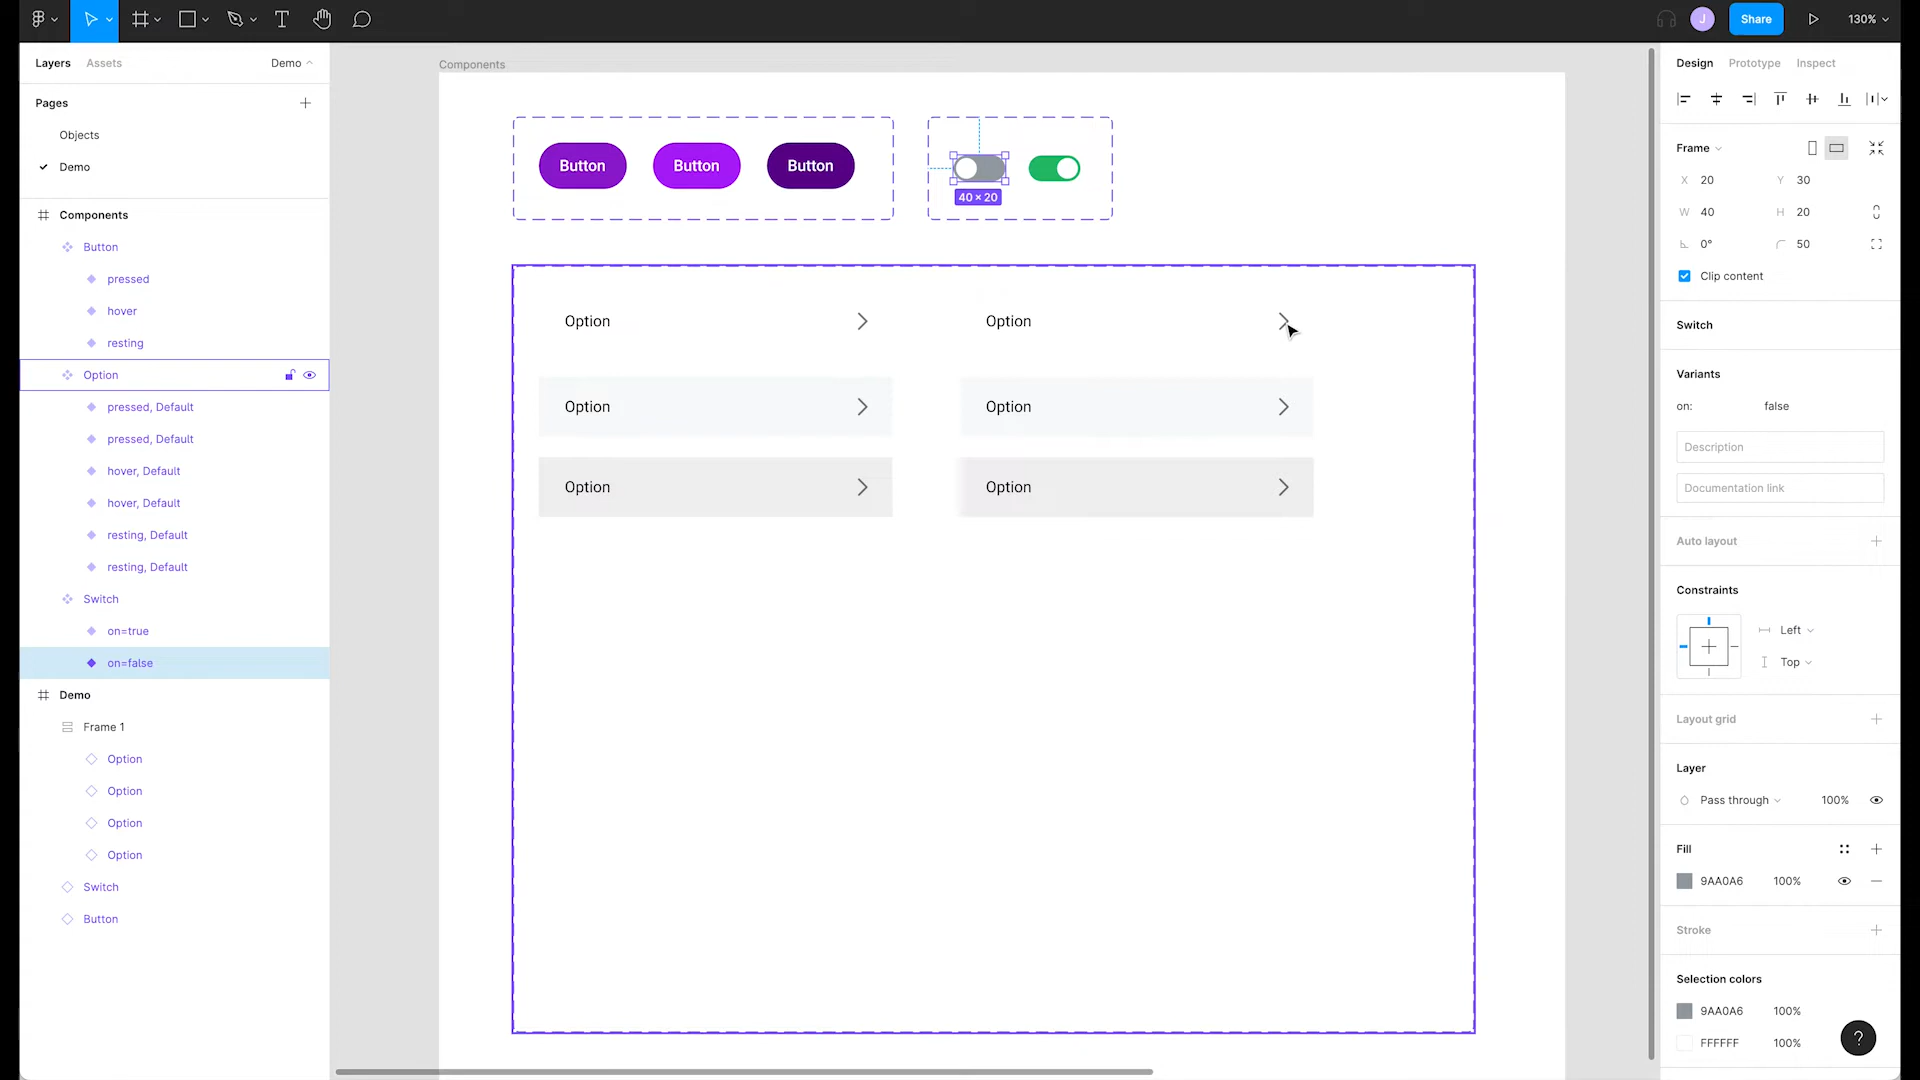 J
Share
130%
Layers
Assets
Demo
Pages
Objects
Demo
Components
Button
pressed
hover
resting
Option
pressed, Default
pressed, Default
hover, Default
hover, Default
resting, Default
resting, Default
Switch
on=true
on=false
Demo
Frame 1
Option
Option
Option
Option
Switch
Button
Components
Button
Button
Button
40 × 20
Option
Option
Option
Option
Option
Option
Design
Prototype
Inspect
Frame
X 20
Y 30
W 40
H 20
0°
50
Clip content
Switch
Variants
on: false
Description
Documentation link
Auto layout
Constraints
Left
Top
Layout grid
Layer
Pass through 100%
Fill
9AA0A6 100%
Stroke
Selection colors
9AA0A6 100%
FFFFFF 100%
?